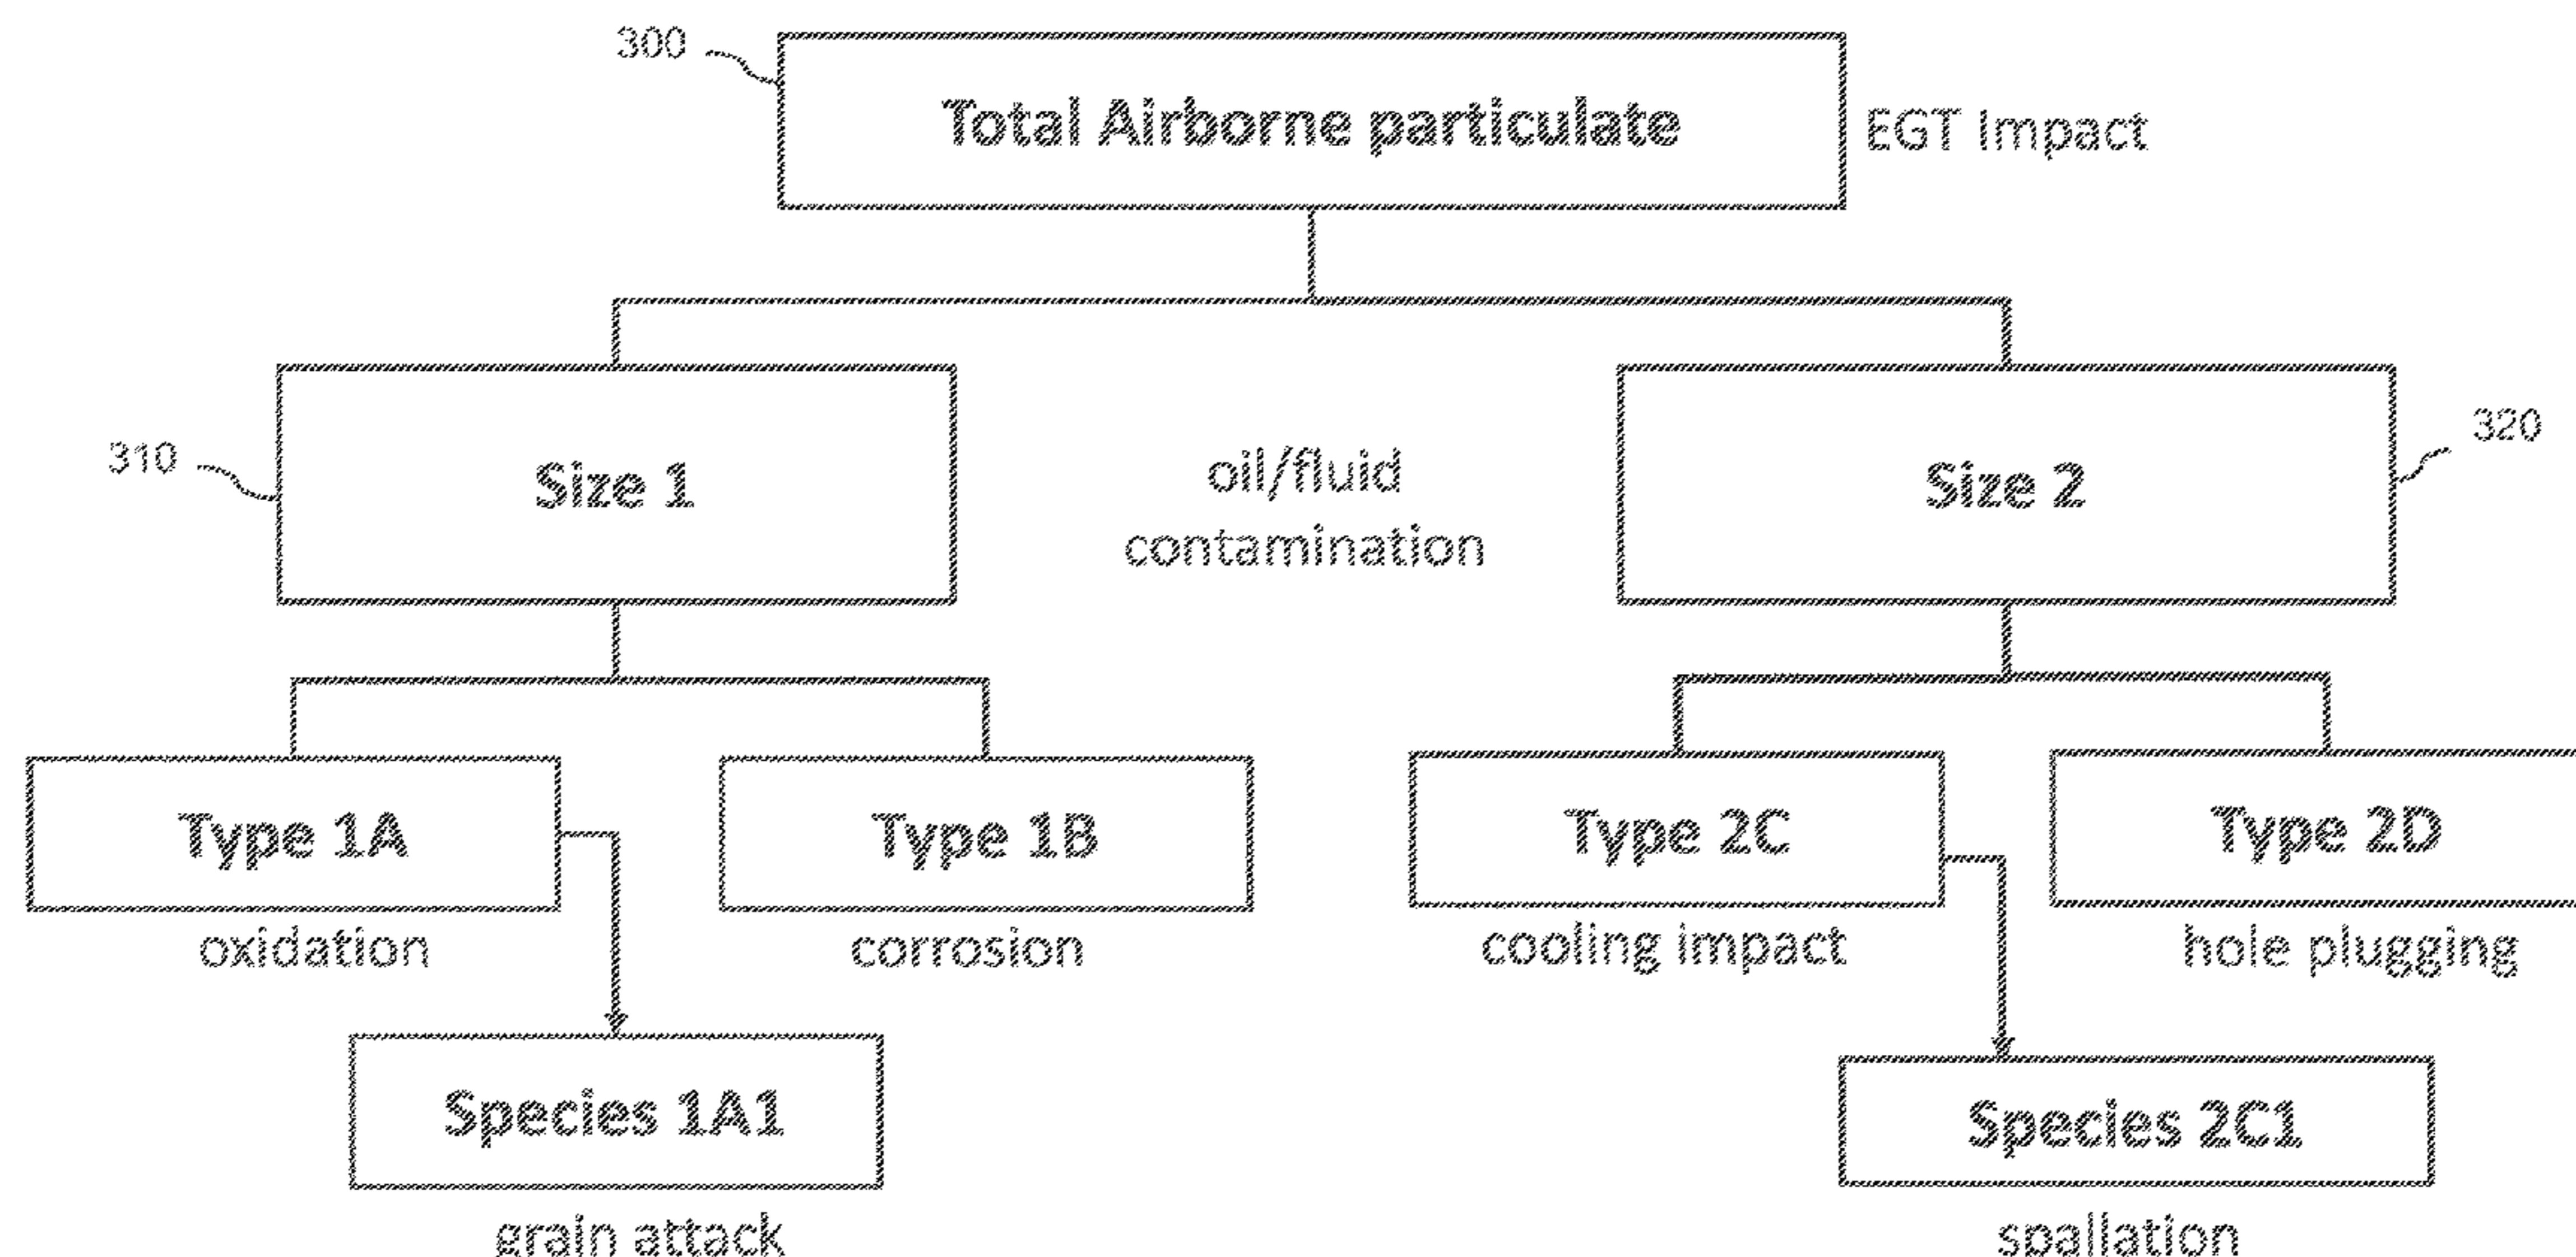 300
Total Airborne particulate
EGT Impact
310
Size 1
oil/fluid
contamination
Size 2
320
Type 1A
Type 1B
Type 2C
Type 2D
oxidation
corrosion
cooling impact
hole plugging
Species 1A1
Species 2C1
grain attack
spallation